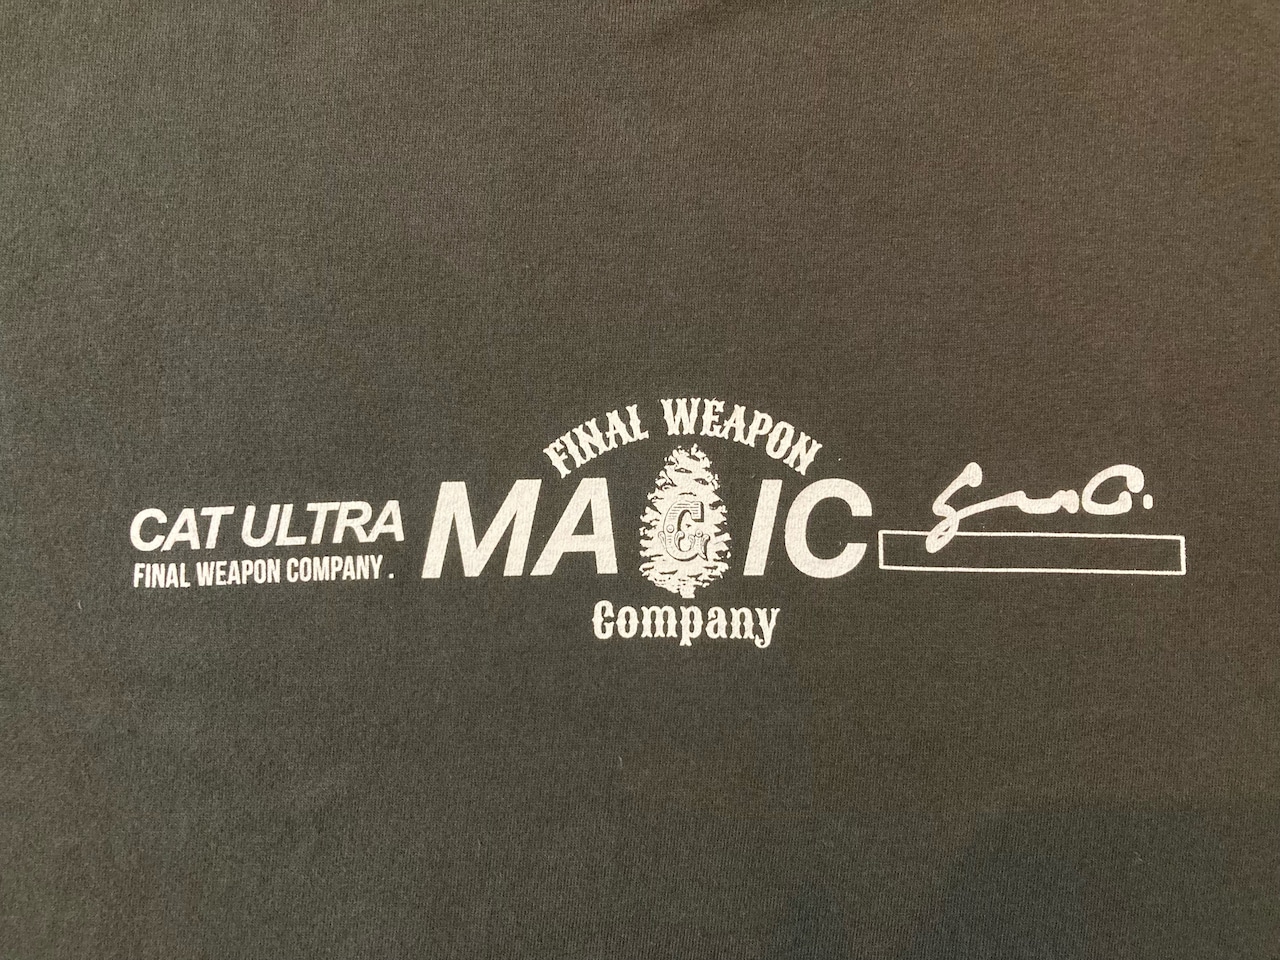 FINAL WEAPON
CAT ULTRA
FINAL WEAPON COMPANY .
MAGIC
Company